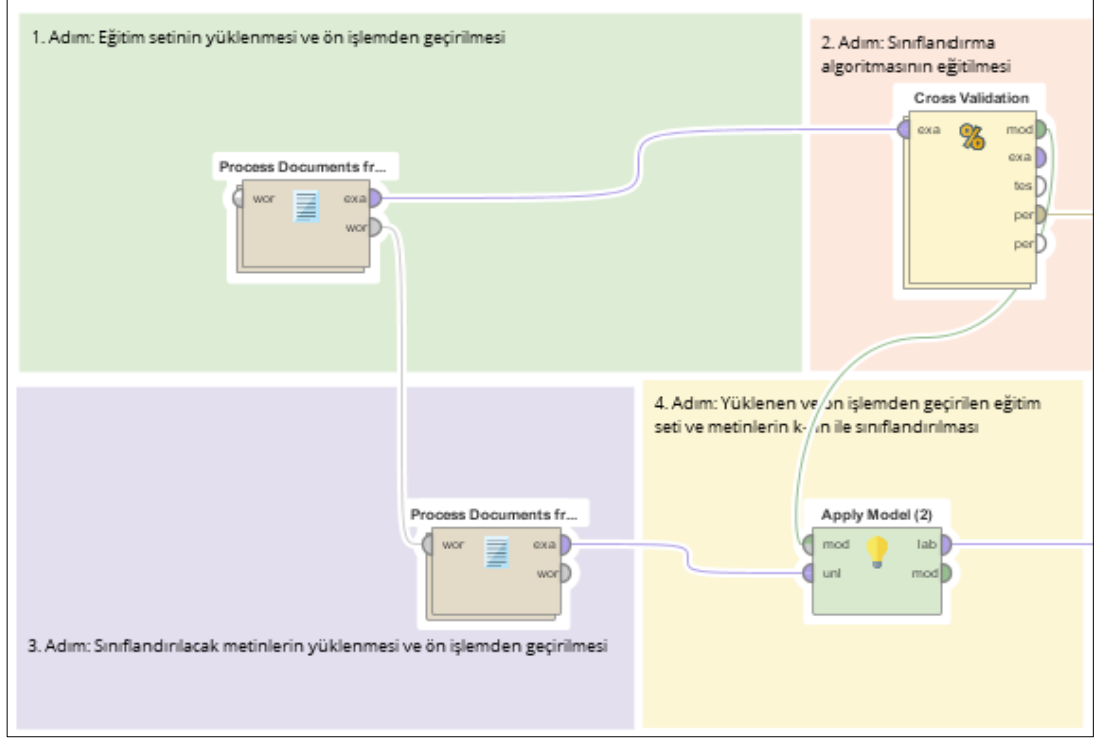 1. Adım: Eğitim setinin yüklenmesi ve ön işlemden geçirilmesi
2. Adım: Sınıflandırma
algoritmasının eğitilmesi
Cross Validation
exa
mod
exa
tes
per
per
Process Documents fr...
wor
exa
wor
4. Adım: Yüklenen ve ön işlemden geçirilen eğitim
seti ve metinlerin ile sınıflandırılması
Process Documents fr...
wor
exa
wor
Apply Model (2)
mod
lab
unl
mod
3. Adım: Sınıflandırılacak metinlerin yüklenmesi ve ön işlemden geçirilmesi